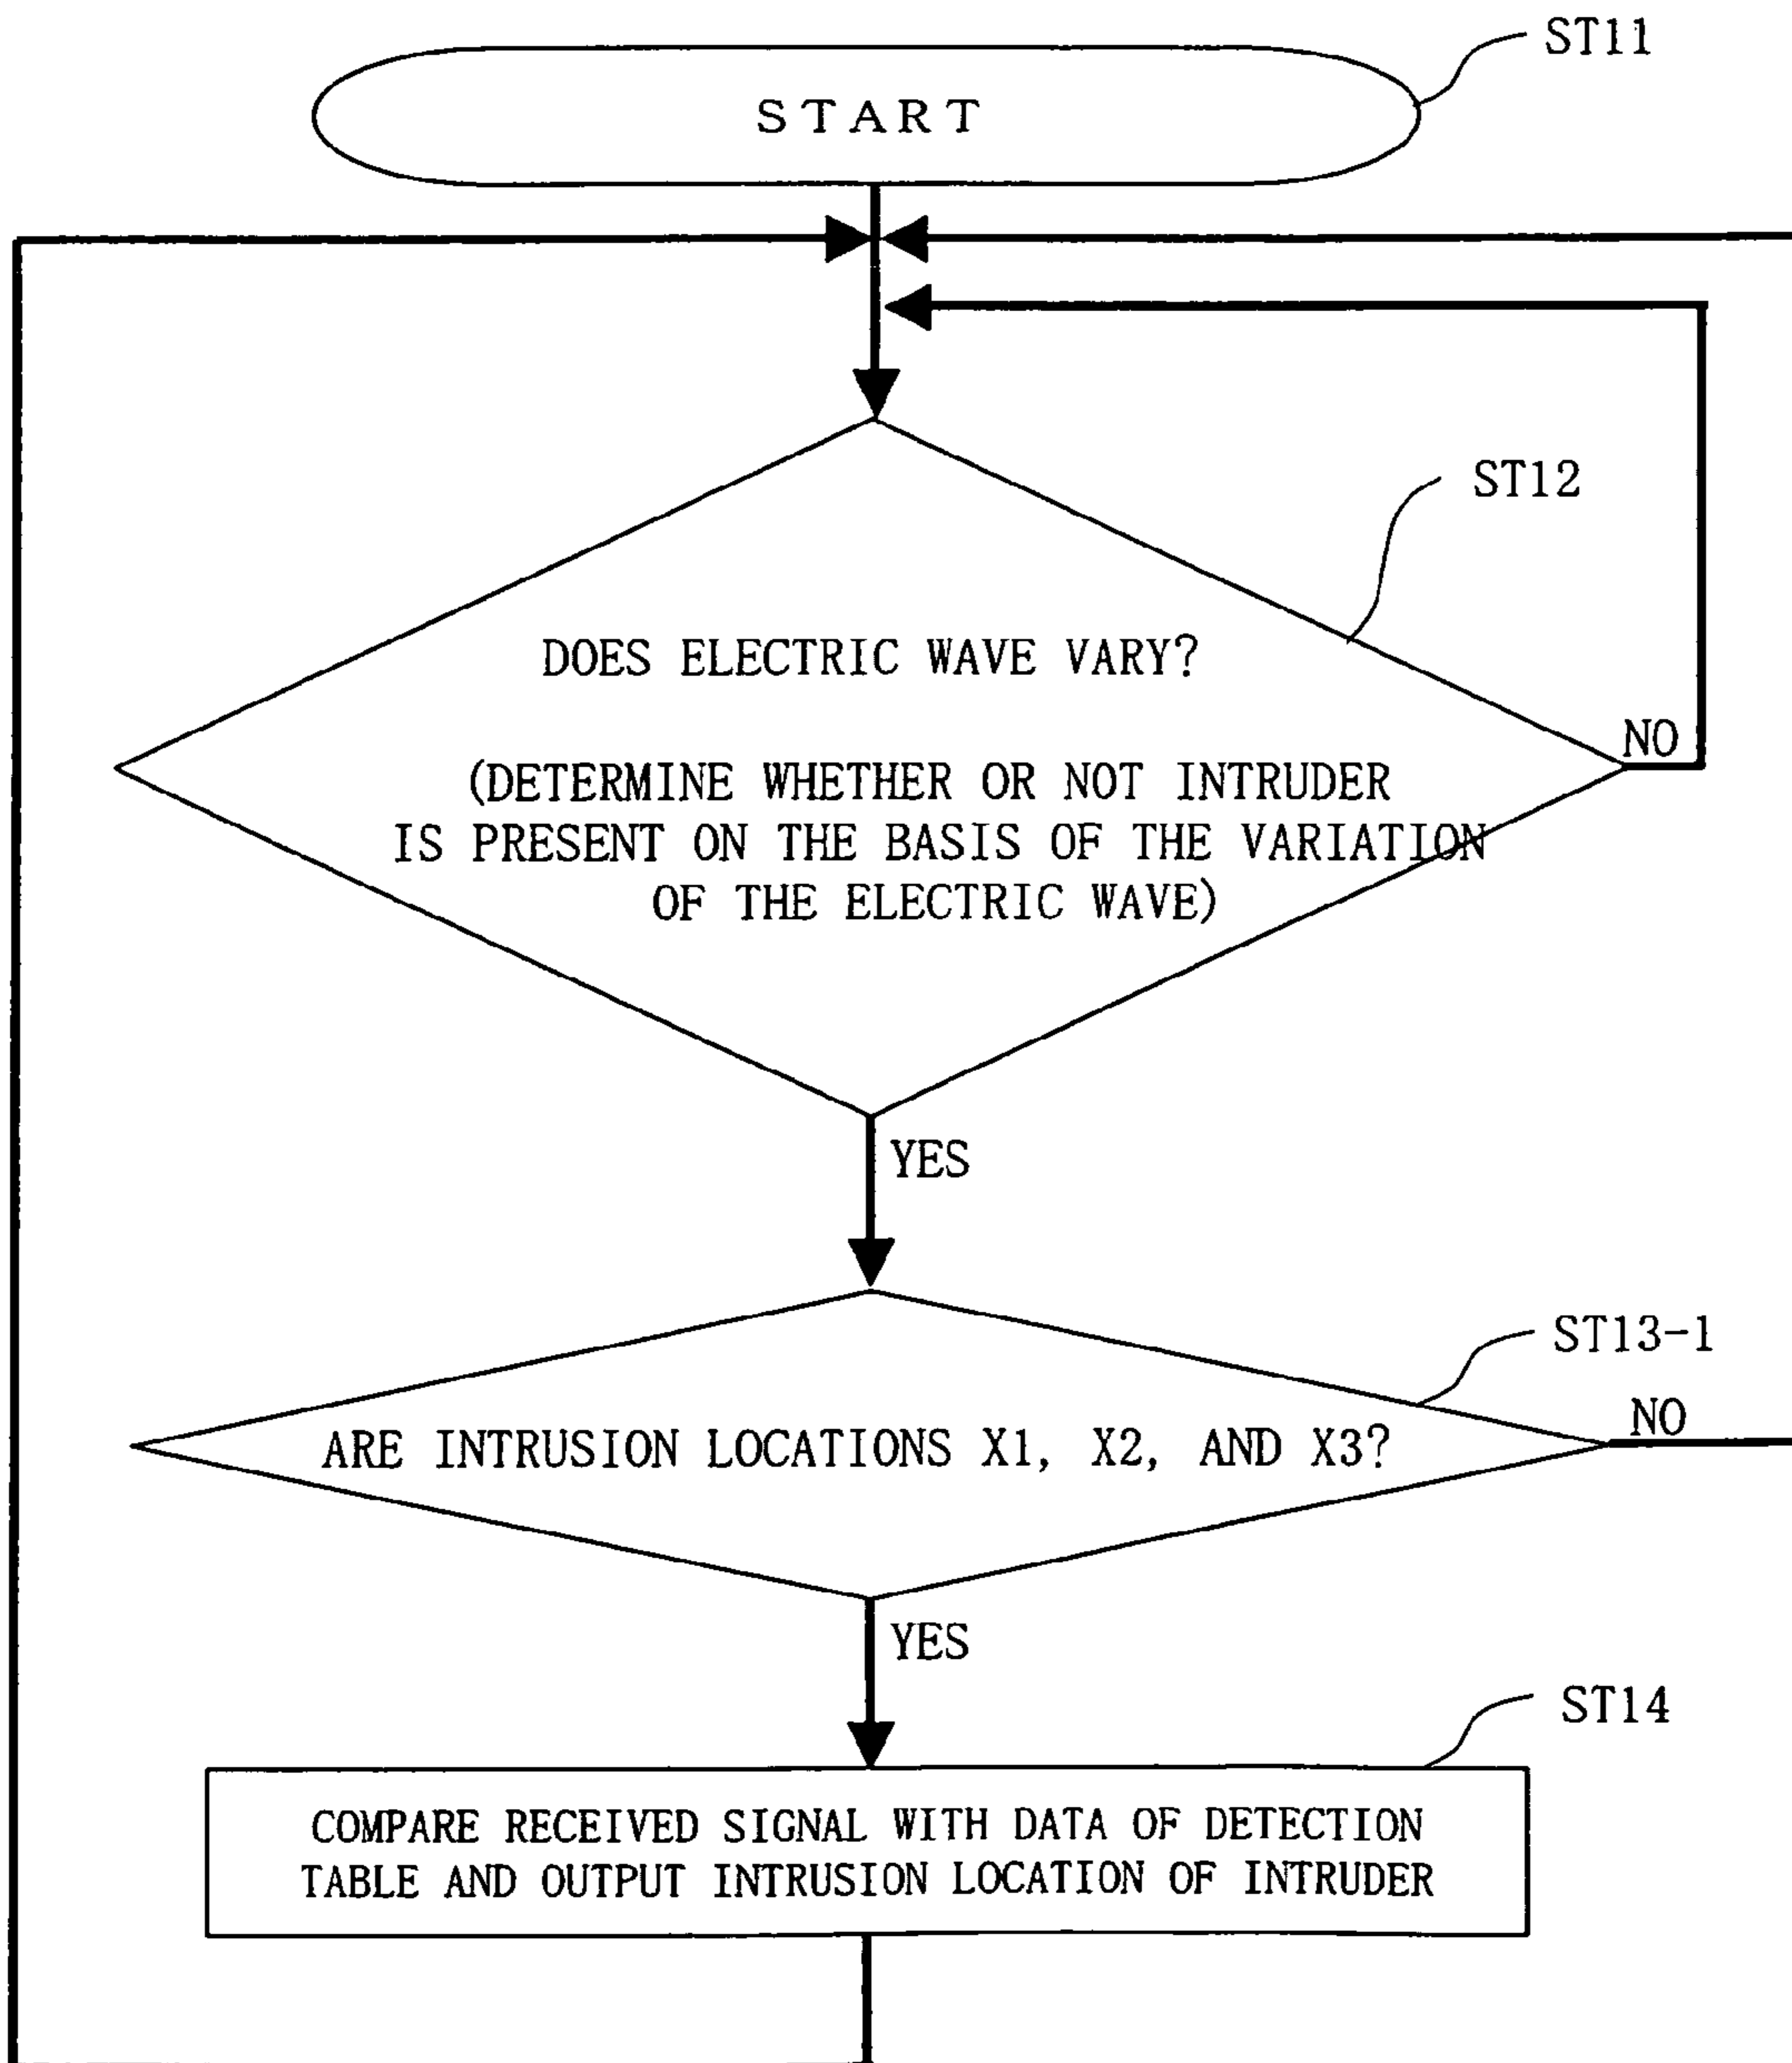 ST11
START
ST12
DOES ELECTRIC WAVE VARY?
NO
(DETERMINE WHETHER OR NOT INTRUDER
IS PRESENT ON THE BASIS OF THE VARIATION
OF THE ELECTRIC WAVE)
YES
ST13-1
NO
ARE INTRUSION LOCATIONS X1, X2, AND X3?
YES
ST14
COMPARE RECEIVED SIGNAL WITH DATA OF DETECTION
TABLE AND OUTPUT INTRUSION LOCATION OF INTRUDER